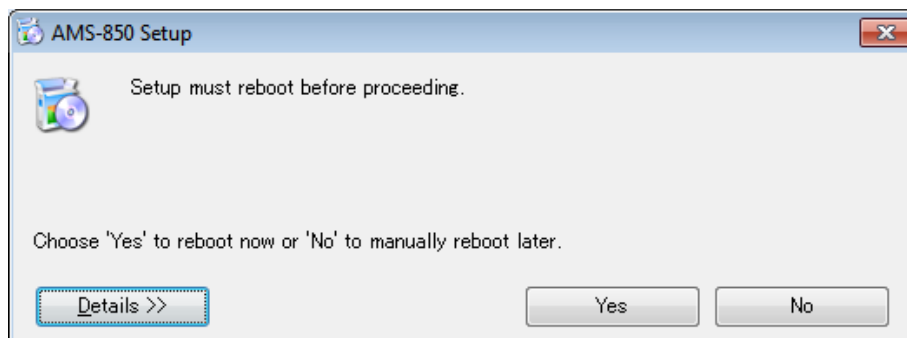 AMS-850 Setup
Setup must reboot before proceeding.
Choose 'Yes' to reboot now or 'No' to manually reboot later.
Details >>
Yes
No